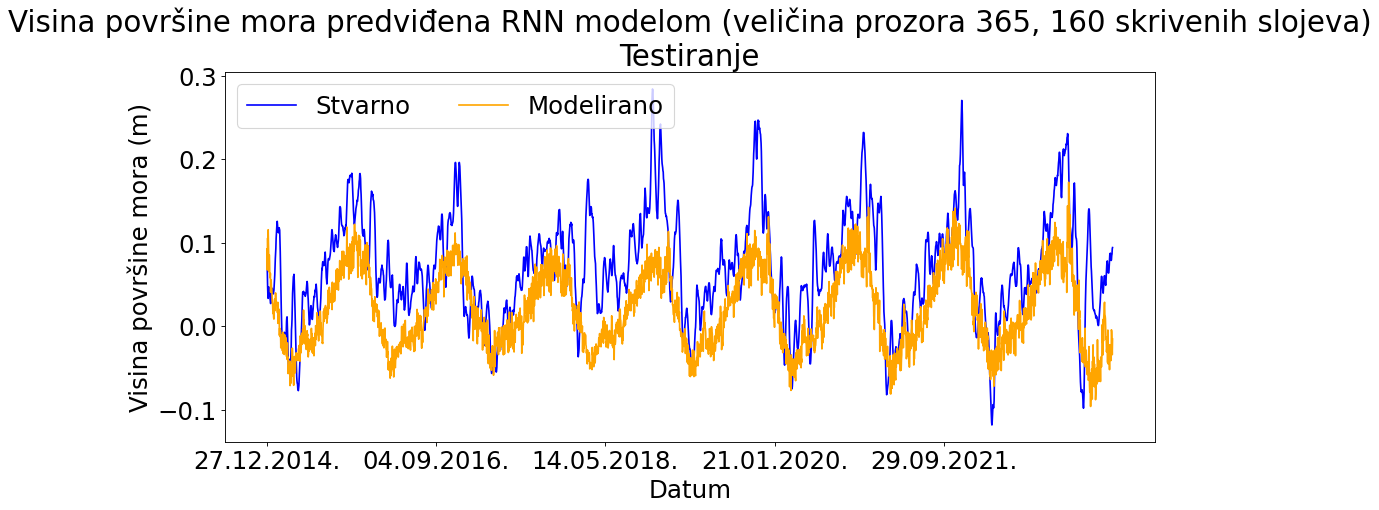 Visina površine mora predviđena RNN modelom (veličina prozora 365, 160 skrivenih slojeva)
Testiranje
Stvarno
Modelirano
Visina površine mora (m)
0.3
0.2
0.1
0.0
−0.1
27.12.2014.
04.09.2016.
14.05.2018.
21.01.2020.
29.09.2021.
Datum